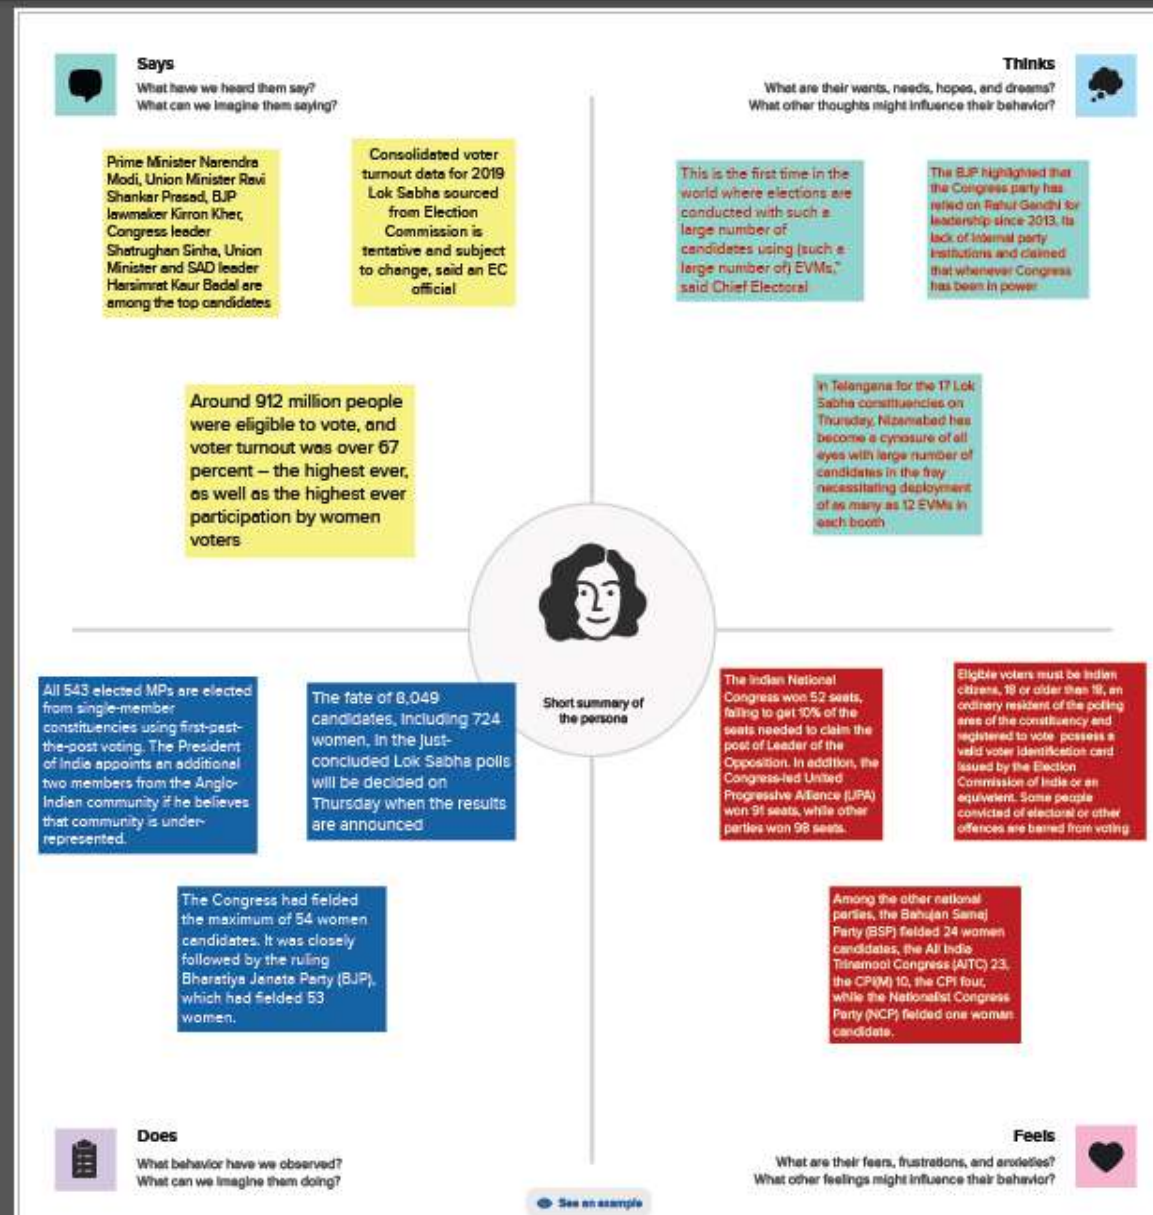 Says
What have we heard them say?
What can we imagine them saying?
Thinks
What are their wants, needs, hopes, and dreams?
What other thoughts might influence their behavior?
Prime Minister Narendra
Modi, Union Minister Ravi
Shankar Prasad, BJP
lawmaker Kirron Kher,
Congress leader
Shatrughan Sinha, Union
Minister and SAD leader
Harsimrat Kaur Badal are
among the top candidates
Consolidated voter
turnout data for 2019
Lok Sabha sourced
from Election
Commission is
tentative and subject
to change, said an EC
official
This is the first time in the
world where elections are
conducted with such a
large number of
candidates using (such a
large number of) EVMs,"
said Chief Electoral
The BJP highlighted that
the Congress party has
relied on Rahul Gandhi for
leadership since 2013, its
lack of internal party
institutions and claimed
that whenever Congress
has been in power
Around 912 million people
were eligible to vote, and
voter turnout was over 67
percent – the highest ever,
as well as the highest ever
participation by women
voters
In Telangana for the 17 Lok
Sabha constituencies on
Thursday, Nizamabad has
become a cynosure of all
eyes with large number of
candidates in the fray
necessitating deployment
of as many as 12 EVMs in
each booth
Short summary of
the persona
All 543 elected MPs are elected
from single-member
constituencies using first-past-
the-post voting. The President
of India appoints an additional
two members from the Anglo-
Indian community if he believes
that community is under-
represented.
The fate of 8,049
candidates, including 724
women, in the just-
concluded Lok Sabha polls
will be decided on
Thursday when the results
are announced
The Indian National
Congress won 52 seats,
failing to get 10% of the
seats needed to claim the
post of Leader of the
Opposition. In addition, the
Congress-led United
Progressive Alliance (UPA)
won 91 seats, while other
parties won 98 seats.
Eligible voters must be Indian
citizens, 18 or older than 18, an
ordinary resident of the polling
area of the constituency and
registered to vote possess a
valid voter identification card
issued by the Election
Commission of India or an
equivalent. Some people
convicted of electoral or other
offences are barred from voting
The Congress had fielded
the maximum of 54 women
candidates. It was closely
followed by the ruling
Bharatiya Janata Party (BJP),
which had fielded 53
women.
Among the other national
parties, the Bahujan Samaj
Party (BSP) fielded 24 women
candidates, the All India
Trinamool Congress (AITC) 23,
the CPI(M) 10, the CPI four,
while the Nationalist Congress
Party (NCP) fielded one woman
candidate.
Does
What behavior have we observed?
What can we imagine them doing?
Feels
What are their fears, frustrations, and anxieties?
What other feelings might influence their behavior?
See an example